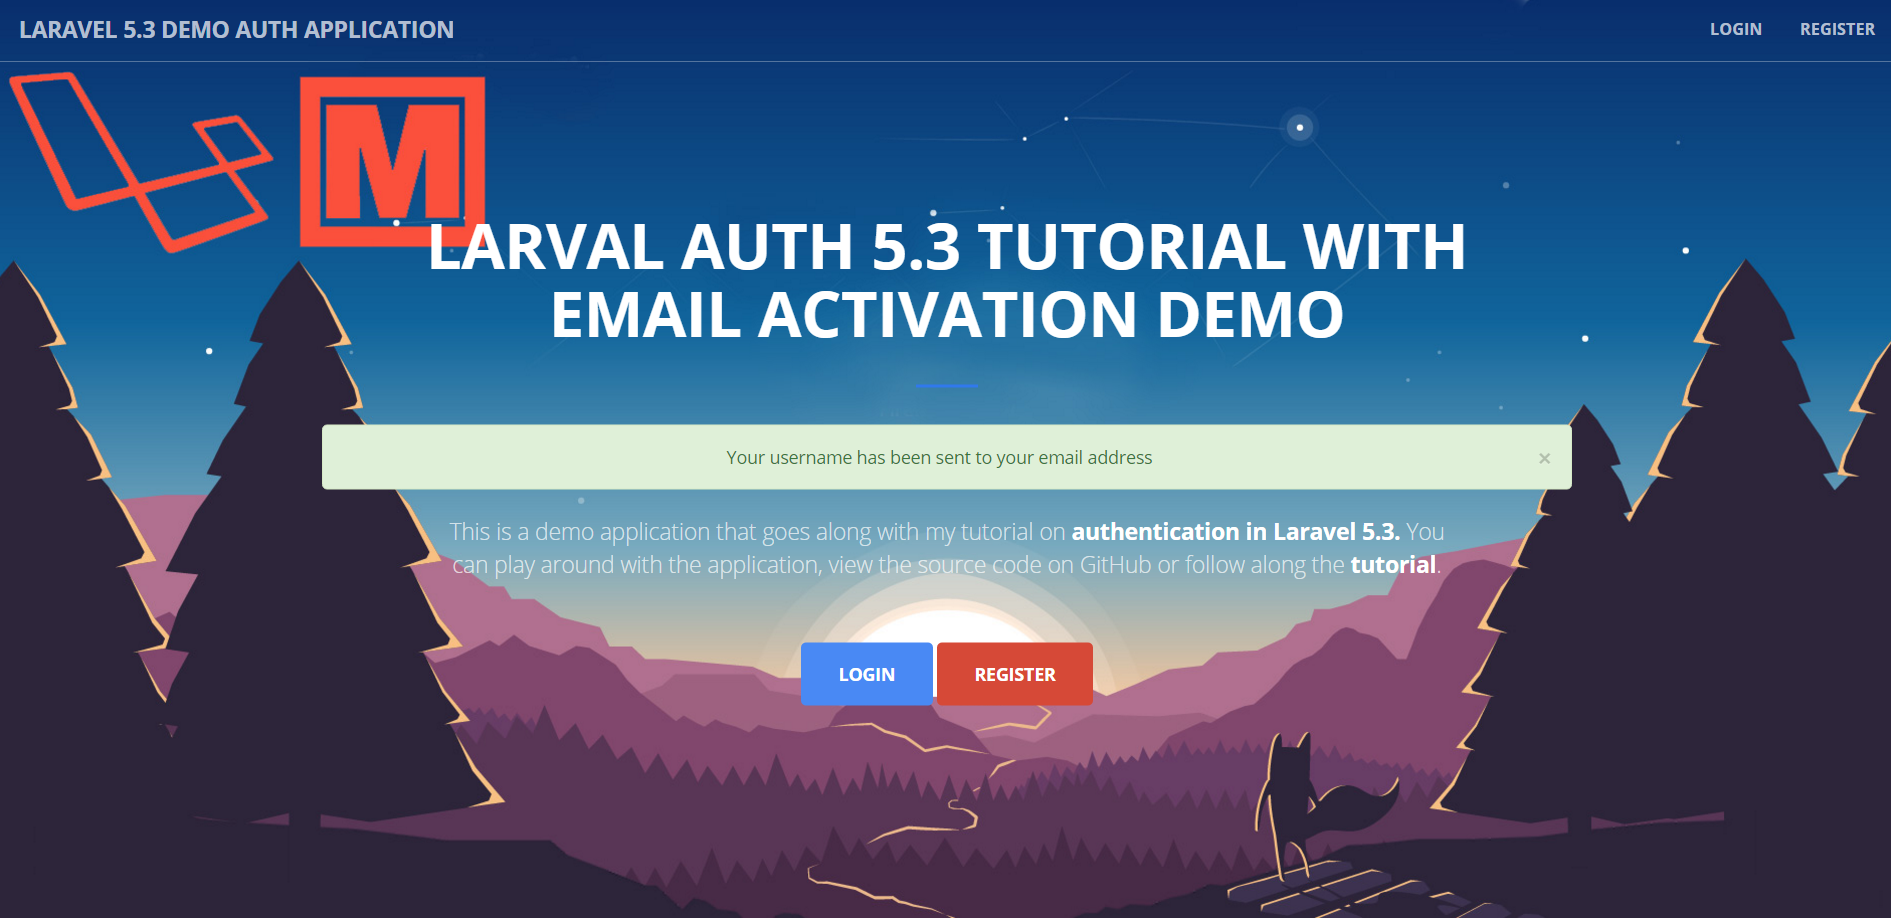 LARAVEL 5.3 DEMO AUTH APPLICATION
LOGIN
REGISTER
M
LARVAL AUTH 5.3 TUTORIAL WITH
EMAIL ACTIVATION DEMO
Your username has been sent to your email address
×
This is a demo application that goes along with my tutorial on authentication in Laravel 5.3. You
can play around with the application, view the source code on GitHub or follow along the tutorial.
LOGIN
REGISTER